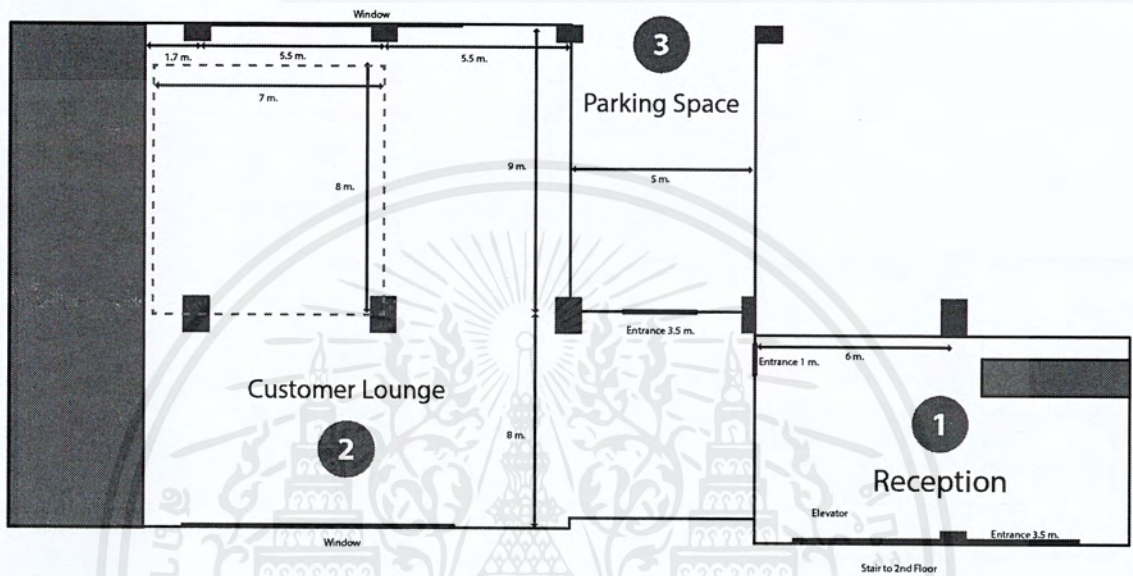 Window
3
1.7 m.
5.5 m.
5.5 m.
7 m.
Parking Space
9 m.
5 m.
8 m.
Entrance 3.5 m.
Entrance 1 m.
6 m.
Customer Lounge
1
2
8 m.
Reception
Elevator
Window
Entrance 3.5 m.
Stair to 2nd Floor